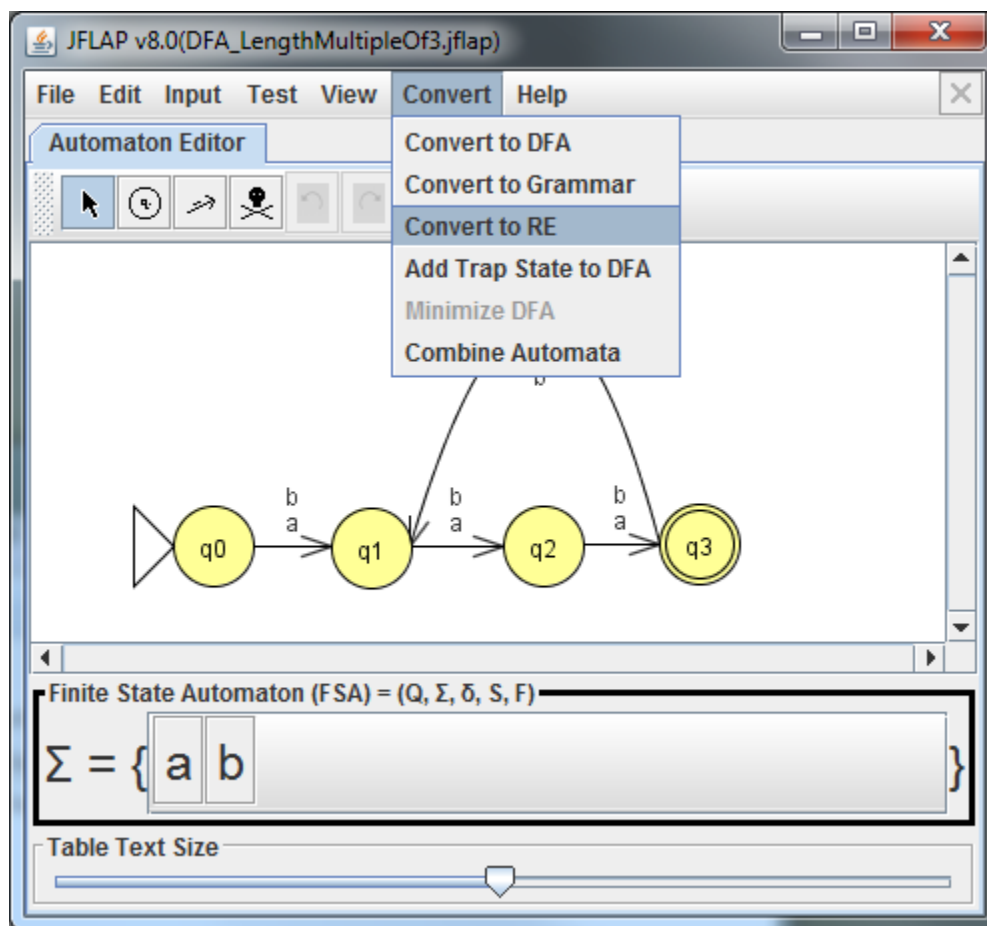 JFLAP v8.0(DFA_LengthMultipleOf3.jflap)
File Edit Input Test View Convert Help
Automaton Editor
Convert to DFA
Convert to Grammar
Convert to RE
Add Trap State to DFA
Minimize DFA
Combine Automata
b
b b b
a a a
q0 q1 q2 q3
Finite State Automaton (FSA) = (Q, Σ, δ, S, F)
Σ = { a b }
Table Text Size